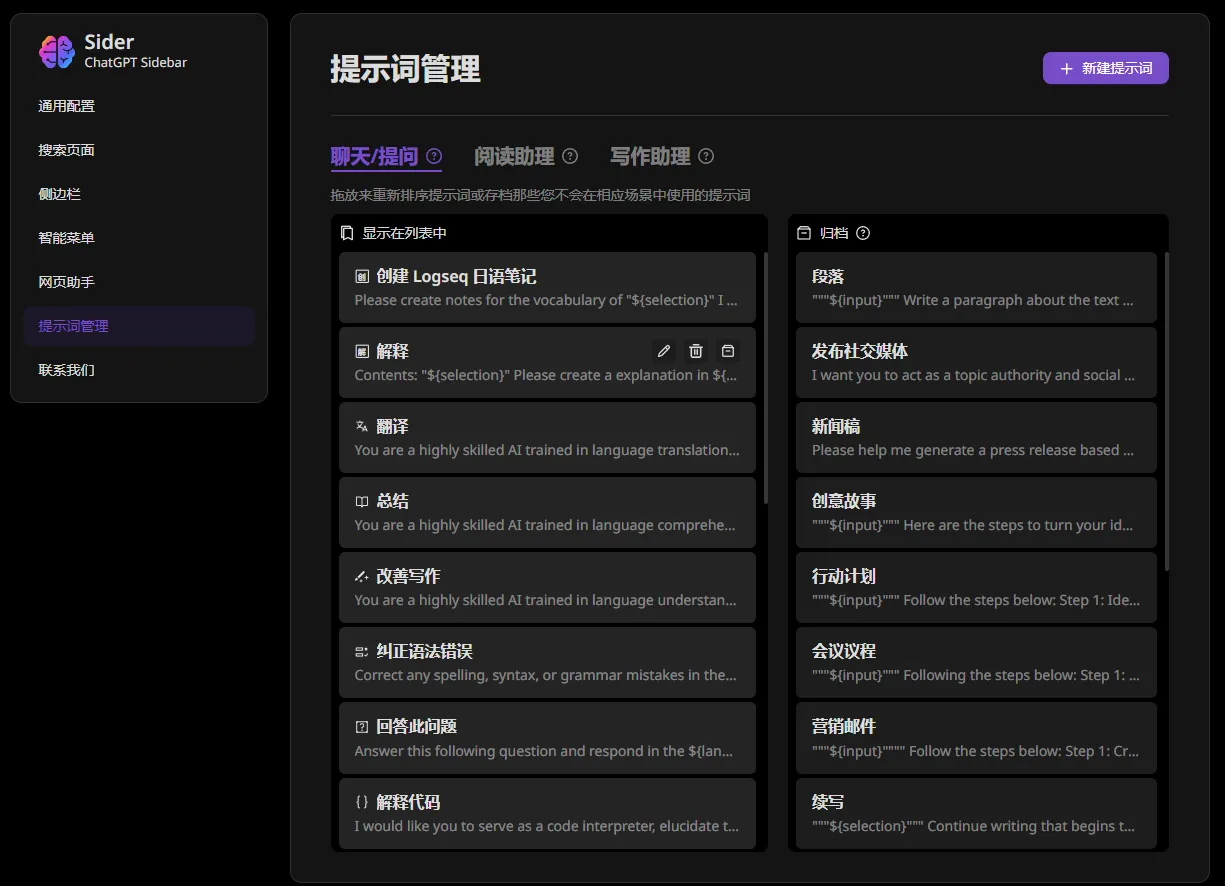 Sider
ChatGPT Sidebar
通用配置
搜索页面
侧边栏
智能菜单
网页助手
提示词管理
联系我们
提示词管理
+ 新建提示词
聊天/提问 ? 阅读助理 ? 写作助理 ?
拖放来重新排序提示词或存档那些您不会在相应场景中使用的提示词
显示在列表中
创 创建 Logseq 日语笔记
Please create notes for the vocabulary of "${selection}" I ...
解 解释
Contents: "${selection}" Please create a explanation in ${...
翻译
You are a highly skilled AI trained in language translation...
总结
You are a highly skilled AI trained in language comprehe...
改善写作
You are a highly skilled AI trained in language understan...
纠正语法错误
Correct any spelling, syntax, or grammar mistakes in the...
回答此问题
Answer this following question and respond in the ${lan...
{} 解释代码
I would like you to serve as a code interpreter, elucidate t...
归档 ?
段落
"""${input}""" Write a paragraph about the text ...
发布社交媒体
I want you to act as a topic authority and social ...
新闻稿
Please help me generate a press release based ...
创意故事
"""${input}""" Here are the steps to turn your id...
行动计划
"""${input}""" Follow the steps below: Step 1: Ide...
会议议程
"""${input}""" Following the steps below: Step 1: ...
营销邮件
"""${input}"""" Follow the steps below: Step 1: Cr...
续写
"""${selection}""" Continue writing that begins t...